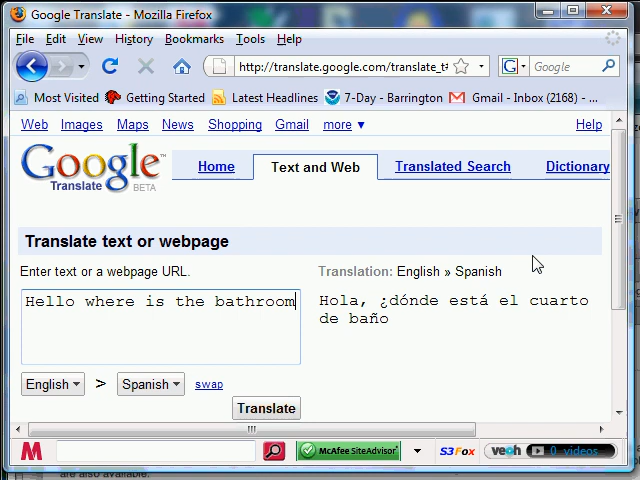 Google Translate - Mozilla Firefox
File Edit View History Bookmarks Tools Help
http://translate.google.com/translate_t Google
Most Visited Getting Started Latest Headlines 7-Day - Barrington Gmail - Inbox (2168) - ...
Web Images Maps News Shopping Gmail more ▼ Help
Google™
Translate BETA
Home Text and Web Translated Search Dictionary
Translate text or webpage
Enter text or a webpage URL.
Translation: English » Spanish
Hello where is the bathroom
Hola, ¿dónde está el cuarto
de baño
English > Spanish swap
Translate
M McAfee SiteAdvisor S3Fox veoh 0 videos
are also available.